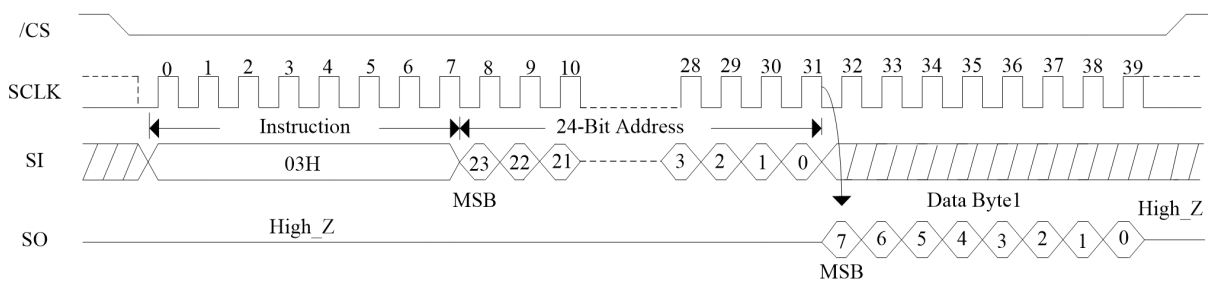 /CS
0 1 2 3 4 5 6 7 8 9 10 28 29 30 31 32 33 34 35 36 37 38 39
SCLK
Instruction 24-Bit Address
SI 03H 23 22 21 3 2 1 0
MSB Data Byte1
High_Z High_Z
SO 7 6 5 4 3 2 1 0
MSB